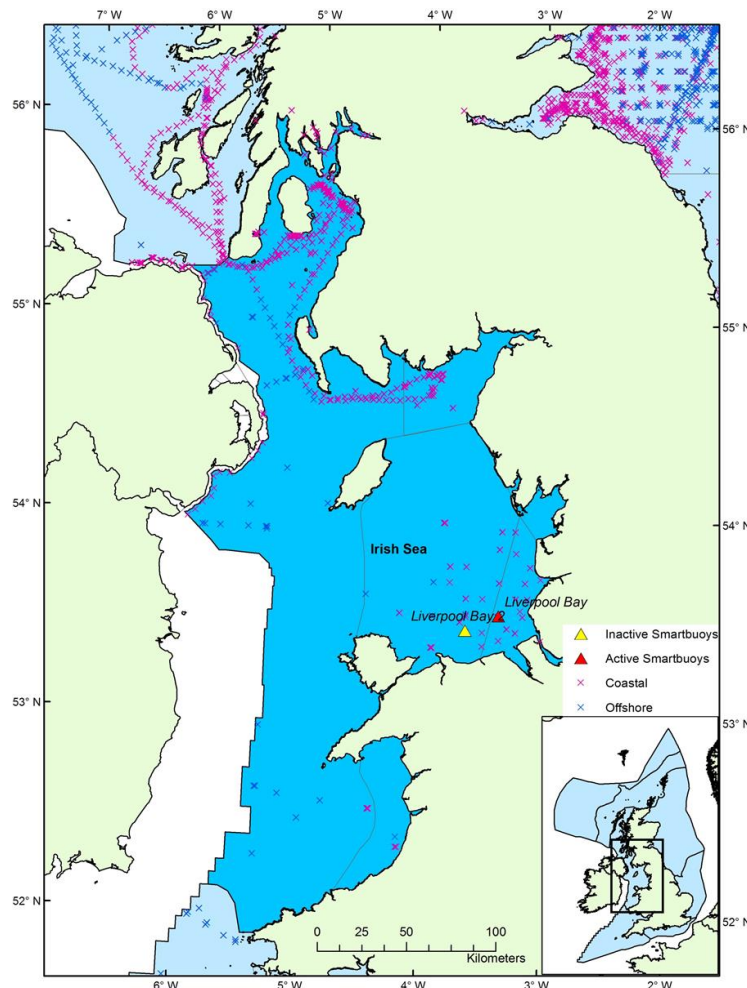 7° W 6° W 5° W 4° W 3° W 2° W
56° N 56° N
55° N 55° N
54° N 54° N
Irish Sea
Liverpool Bay
Liverpool Bay 2
Inactive Smartbuoys
Active Smartbuoys
Coastal
Offshore
53° N 53° N
52° N
0 25 50 100
Kilometers
6° W 5° W 4° W 3° W 2° W